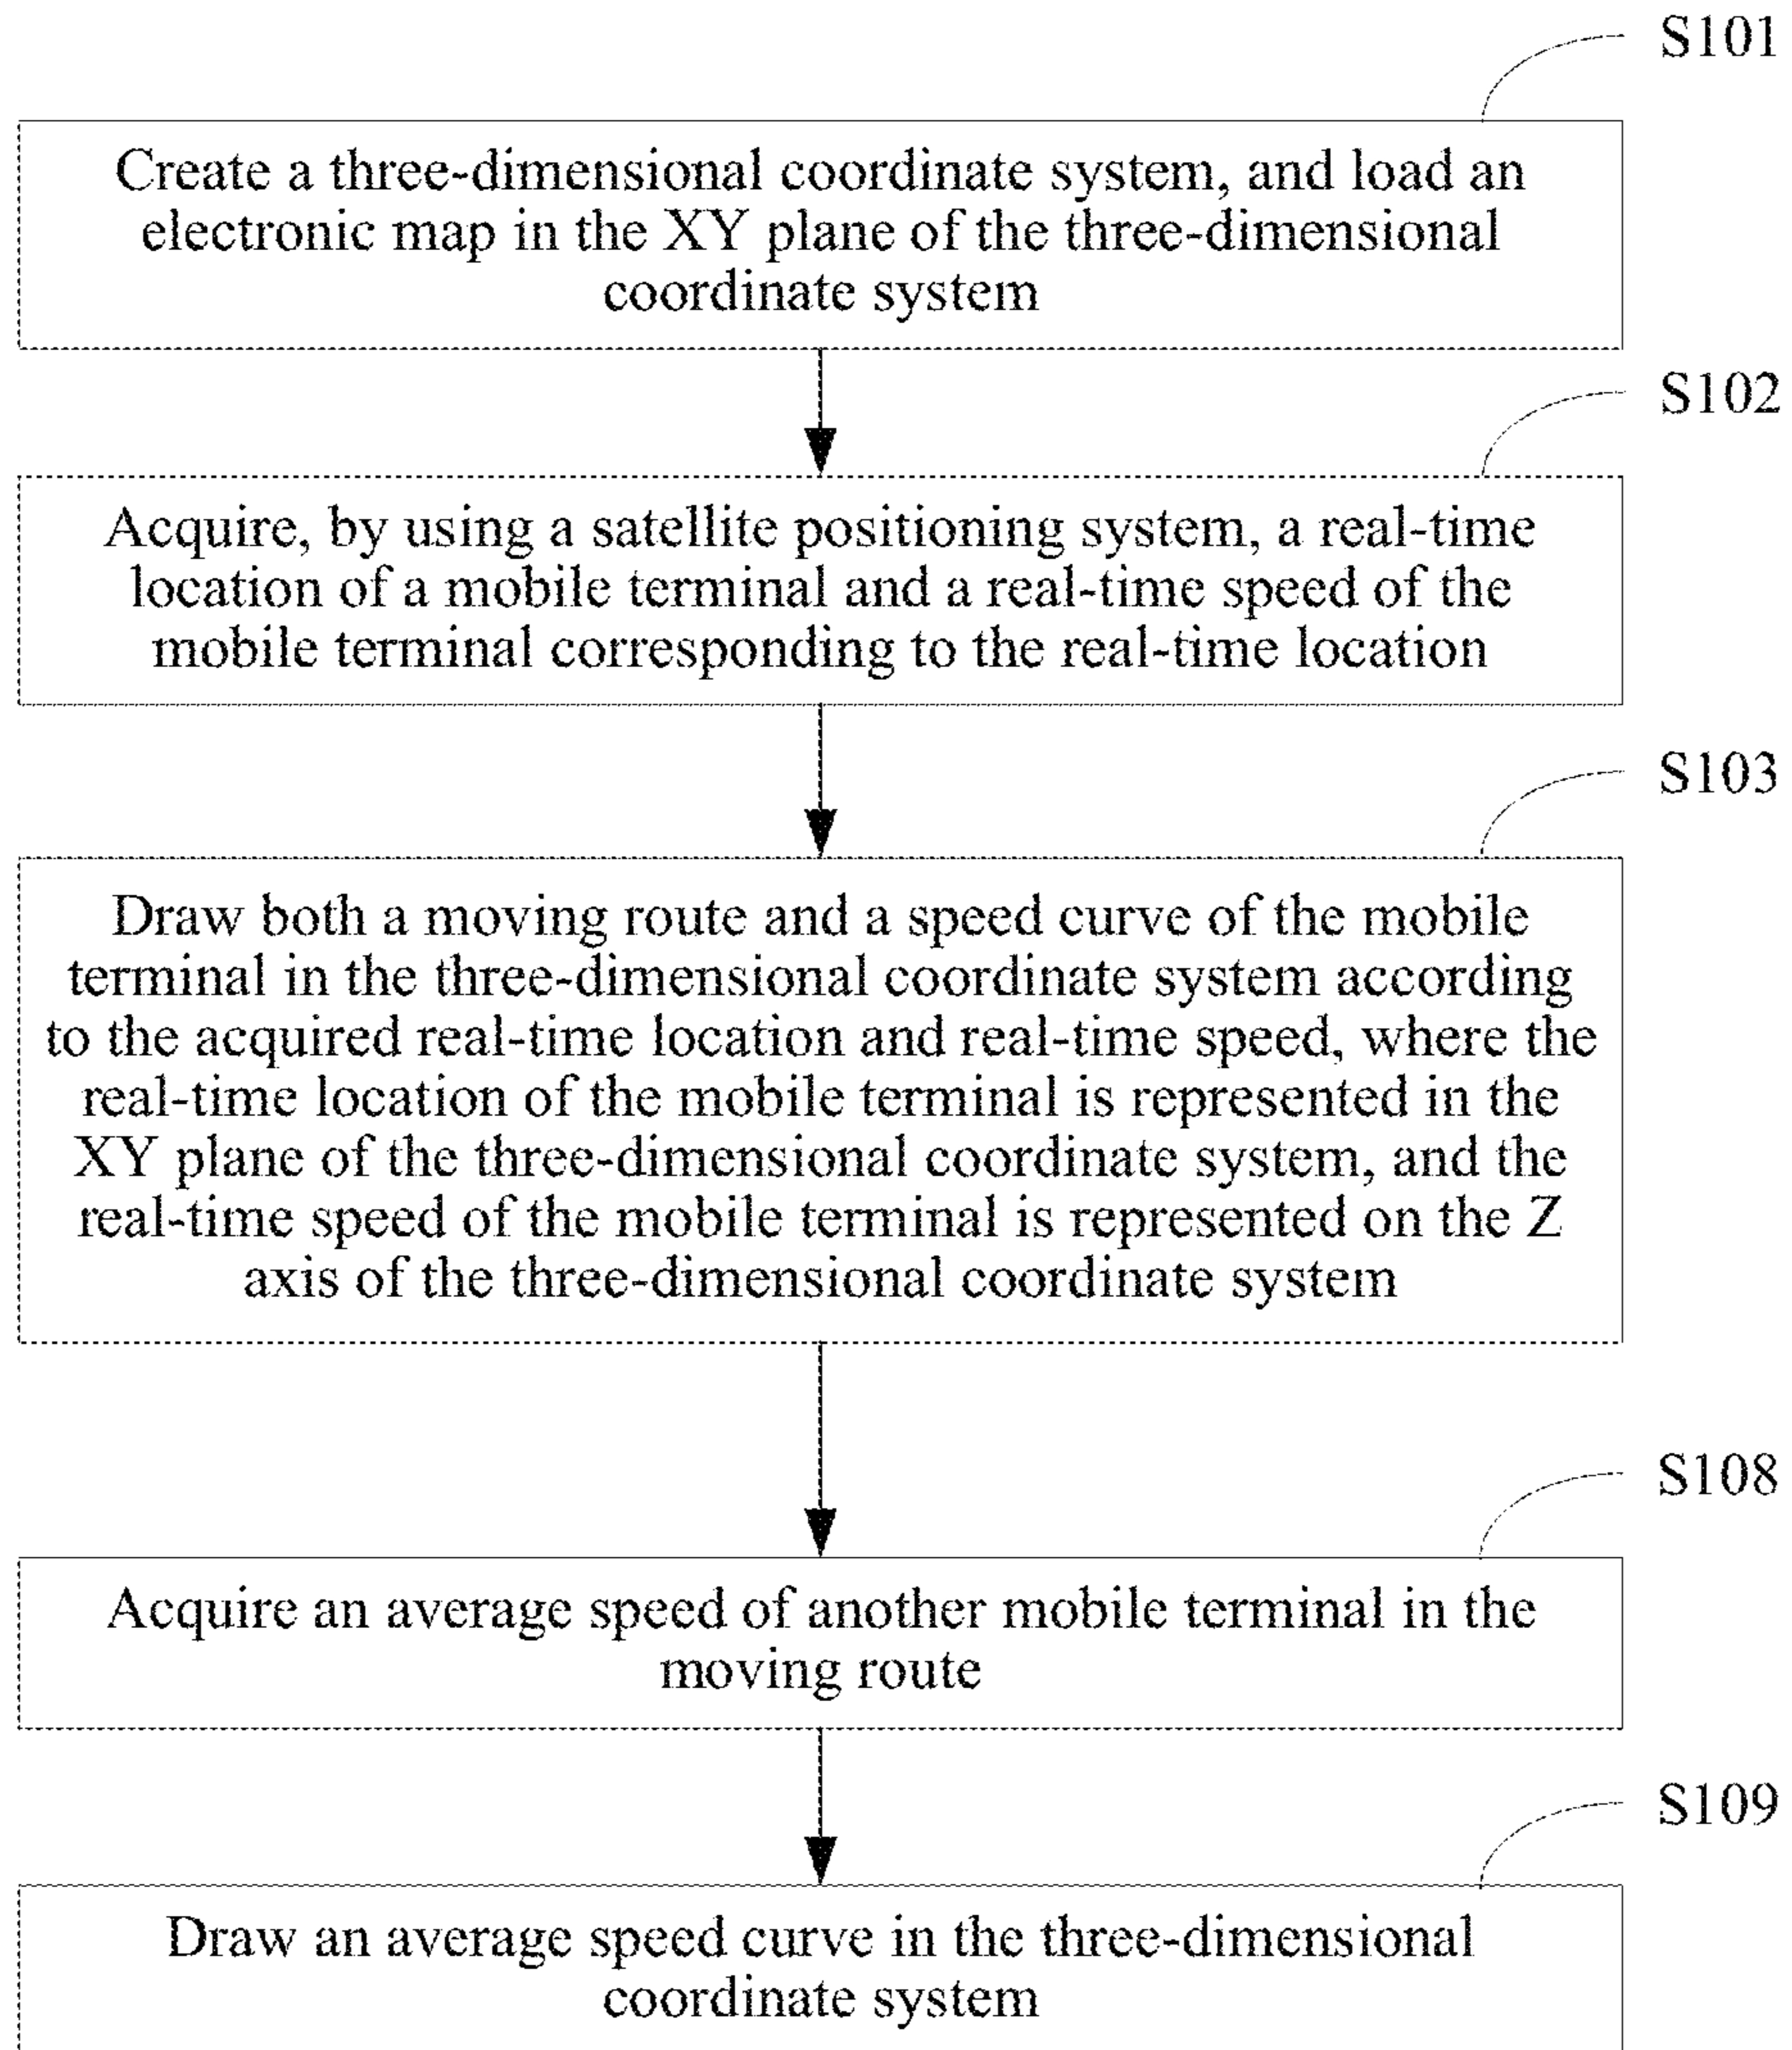 S101
Create a three-dimensional coordinate system, and load an
electronic map in the XY plane of the three-dimensional
coordinate system
S102
Acquire, by using a satellite positioning system, a real-time
location of a mobile terminal and a real-time speed of the
mobile terminal corresponding to the real-time location
S103
Draw both a moving route and a speed curve of the mobile
terminal in the three-dimensional coordinate system according
to the acquired real-time location and real-time speed, where the
real-time location of the mobile terminal is represented in the
XY plane of the three-dimensional coordinate system, and the
real-time speed of the mobile terminal is represented on the Z
axis of the three-dimensional coordinate system
S108
Acquire an average speed of another mobile terminal in the
moving route
S109
Draw an average speed curve in the three-dimensional
coordinate system